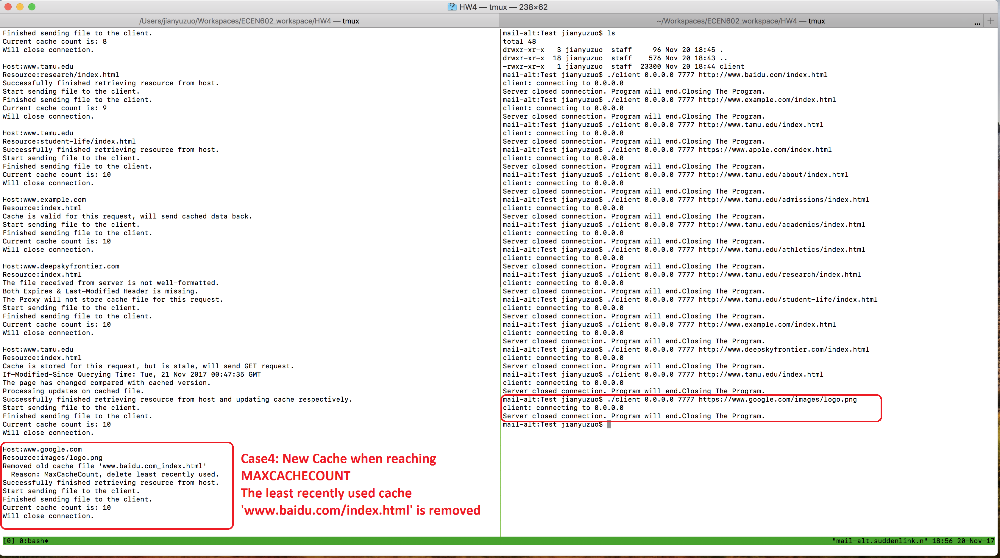 HW4 — tmux — 238×62
/Users/jianyuzuo/Workspaces/ECEN602_workspace/HW4 — tmux
~/Workspaces/ECEN602_workspace/HW4 — tmux
...
+
Finished sending file to the client.
Current cache count is: 8
Will close connection.
Host:www.tamu.edu
Resource:research/index.html
Successfully finished retrieving resource from host.
Start sending file to the client.
Finished sending file to the client.
Current cache count is: 9
Will close connection.
Host:www.tamu.edu
Resource:student-life/index.html
Successfully finished retrieving resource from host.
Start sending file to the client.
Finished sending file to the client.
Current cache count is: 10
Will close connection.
Host:www.example.com
Resource:index.html
Cache is valid for this request, will send cached data back.
Start sending file to the client.
Finished sending file to the client.
Current cache count is: 10
Will close connection.
Host:www.deepskyfrontier.com
Resource:index.html
The file received from server is not well-formatted.
Both Expires & Last-Modified Header is missing.
The Proxy will not store cache file for this request.
Start sending file to the client.
Finished sending file to the client.
Current cache count is: 10
Will close connection.
Host:www.tamu.edu
Resource:index.html
Cache is stored for this request, but is stale, will send GET request.
If-Modified-Since Querying Time: Tue, 21 Nov 2017 00:47:35 GMT
The page has changed compared with cached version.
Processing updates on cached file.
Successfully finished retrieving resource from host and updating cache respectively.
Start sending file to the client.
Finished sending file to the client.
Current cache count is: 10
Will close connection.
Host:www.google.com
Resource:images/logo.png
Removed old cache file 'www.baidu.com_index.html'
  Reason: MaxCacheCount, delete least recently used.
Successfully finished retrieving resource from host.
Start sending file to the client.
Finished sending file to the client.
Current cache count is: 10
Will close connection.
Case4: New Cache when reaching
MAXCACHECOUNT
The least recently used cache
'www.baidu.com/index.html' is removed
mail-alt:Test jianyuzuo$ ls
total 48
drwxr-xr-x   3 jianyuzuo  staff     96 Nov 20 18:45 .
drwxr-xr-x  18 jianyuzuo  staff    576 Nov 20 18:43 ..
-rwxr-xr-x   1 jianyuzuo  staff  23300 Nov 20 18:44 client
mail-alt:Test jianyuzuo$ ./client 0.0.0.0 7777 http://www.baidu.com/index.html
client: connecting to 0.0.0.0
Server closed connection. Program will end.Closing The Program.
mail-alt:Test jianyuzuo$ ./client 0.0.0.0 7777 http://www.example.com/index.html
client: connecting to 0.0.0.0
Server closed connection. Program will end.Closing The Program.
mail-alt:Test jianyuzuo$ ./client 0.0.0.0 7777 http://www.tamu.edu/index.html
client: connecting to 0.0.0.0
Server closed connection. Program will end.Closing The Program.
mail-alt:Test jianyuzuo$ ./client 0.0.0.0 7777 https://www.apple.com/index.html
client: connecting to 0.0.0.0
Server closed connection. Program will end.Closing The Program.
mail-alt:Test jianyuzuo$ ./client 0.0.0.0 7777 http://www.tamu.edu/about/index.html
client: connecting to 0.0.0.0
Server closed connection. Program will end.Closing The Program.
mail-alt:Test jianyuzuo$ ./client 0.0.0.0 7777 http://www.tamu.edu/admissions/index.html
client: connecting to 0.0.0.0
Server closed connection. Program will end.Closing The Program.
mail-alt:Test jianyuzuo$ ./client 0.0.0.0 7777 http://www.tamu.edu/academics/index.html
client: connecting to 0.0.0.0
Server closed connection. Program will end.Closing The Program.
mail-alt:Test jianyuzuo$ ./client 0.0.0.0 7777 http://www.tamu.edu/athletics/index.html
client: connecting to 0.0.0.0
Server closed connection. Program will end.Closing The Program.
mail-alt:Test jianyuzuo$ ./client 0.0.0.0 7777 http://www.tamu.edu/research/index.html
client: connecting to 0.0.0.0
Server closed connection. Program will end.Closing The Program.
mail-alt:Test jianyuzuo$ ./client 0.0.0.0 7777 http://www.tamu.edu/student-life/index.html
client: connecting to 0.0.0.0
Server closed connection. Program will end.Closing The Program.
mail-alt:Test jianyuzuo$ ./client 0.0.0.0 7777 http://www.example.com/index.html
client: connecting to 0.0.0.0
Server closed connection. Program will end.Closing The Program.
mail-alt:Test jianyuzuo$ ./client 0.0.0.0 7777 http://www.deepskyfrontier.com/index.html
client: connecting to 0.0.0.0
Server closed connection. Program will end.Closing The Program.
mail-alt:Test jianyuzuo$ ./client 0.0.0.0 7777 http://www.tamu.edu/index.html
client: connecting to 0.0.0.0
Server closed connection. Program will end.Closing The Program.
mail-alt:Test jianyuzuo$ ./client 0.0.0.0 7777 https://www.google.com/images/logo.png
client: connecting to 0.0.0.0
Server closed connection. Program will end.Closing The Program.
mail-alt:Test jianyuzuo$
[0] 0:bash*
"mail-alt.suddenlink.n" 18:56 20-Nov-17